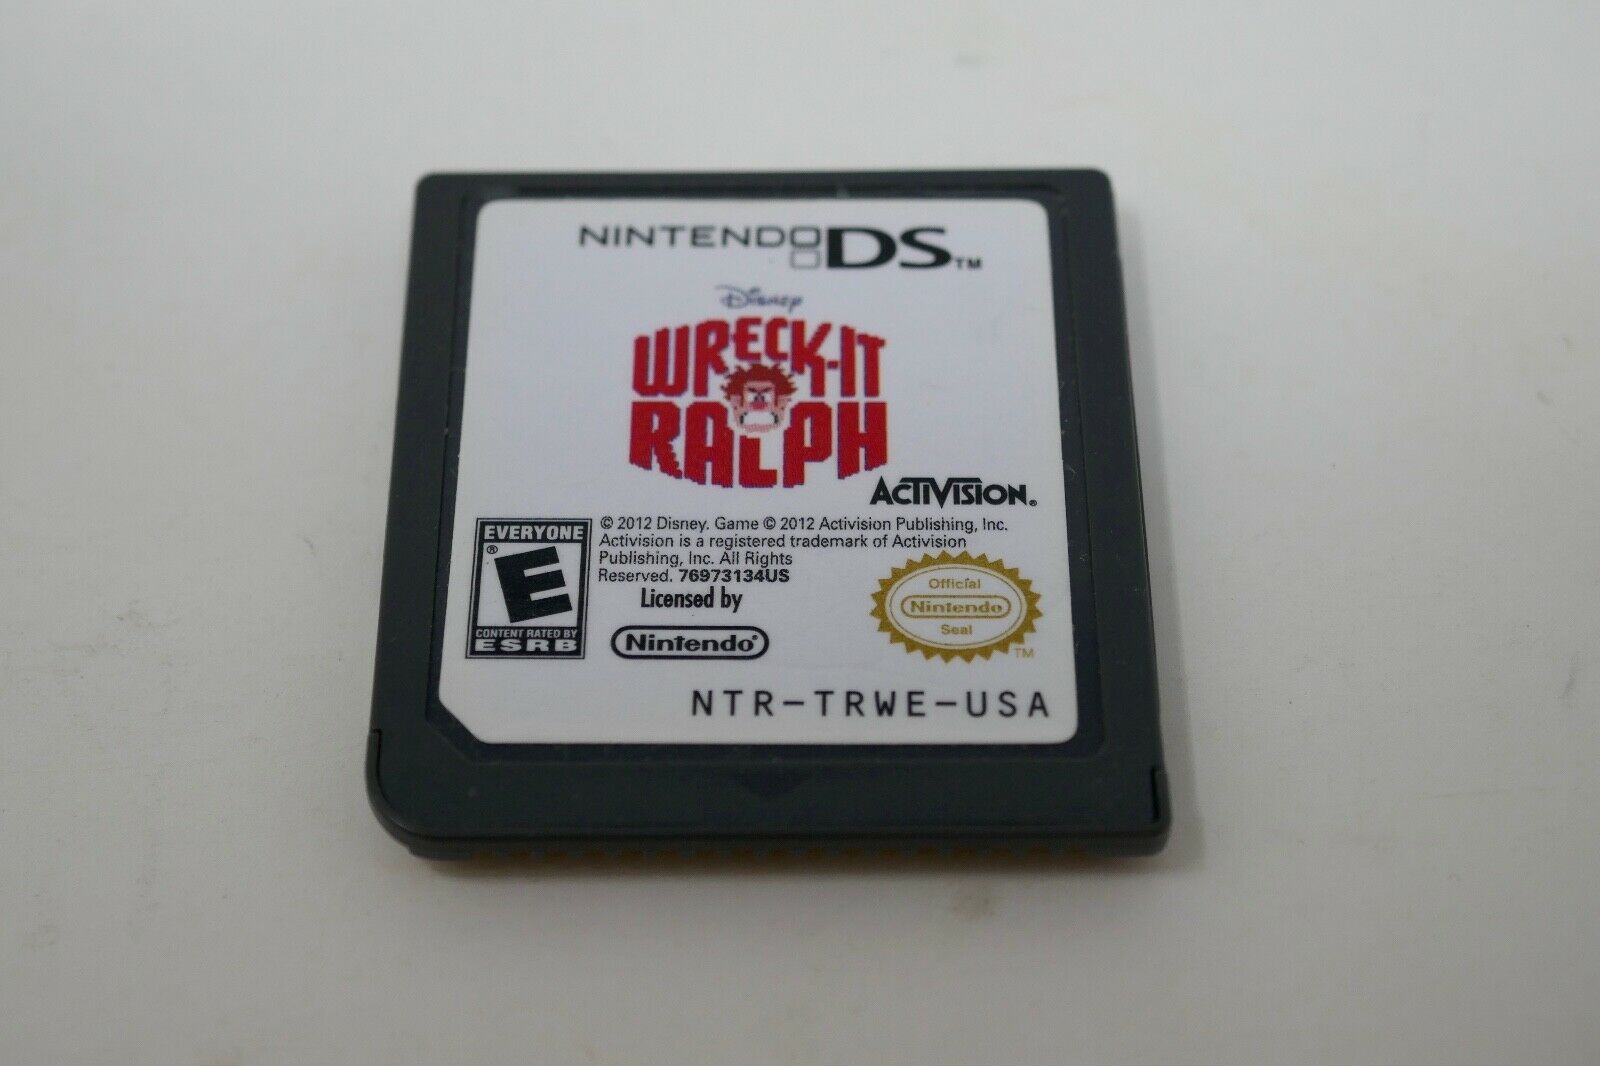 NINTENDO DS™
Disney
WRECK-IT
RALPH
ACTIVISION®
© 2012 Disney. Game © 2012 Activision Publishing, Inc.
Activision is a registered trademark of Activision
Publishing, Inc. All Rights
Reserved. 76973134US
EVERYONE
E®
CONTENT RATED BY
ESRB
Licensed by
Nintendo®
Official
Nintendo
Seal
TM
NTR-TRWE-USA